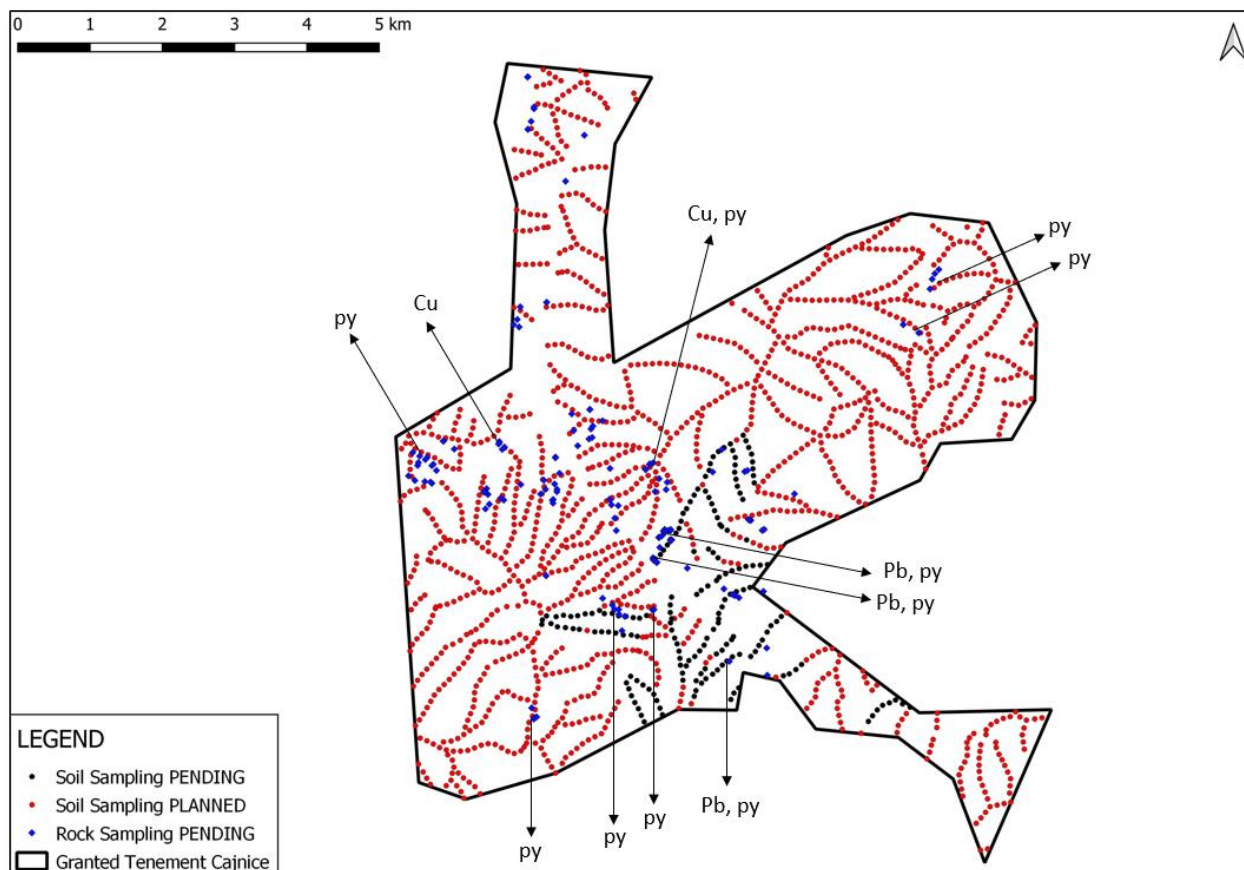 0 1 2 3 4 5 km
Cu, py
py
py
Cu
py
Pb, py
Pb, py
Pb, py
py
py
py
LEGEND
Soil Sampling PENDING
Soil Sampling PLANNED
Rock Sampling PENDING
Granted Tenement Cajnice